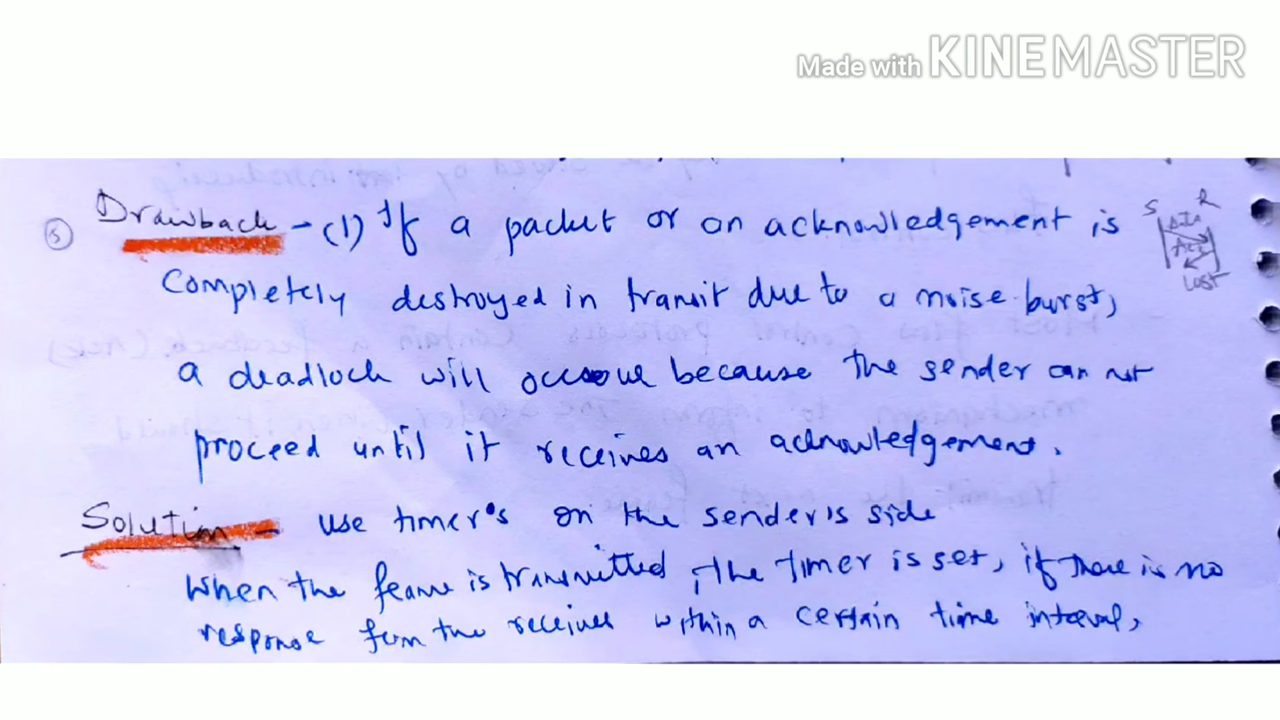 Made with KINEMASTER
⑤ Drawback - (1) If a packet or an acknowledgement is
S R
Ack
Lost
completely destroyed in transit due to a noise burst,
a deadlock will occour because the sender can not
proceed until it receives an acknowledgement.
Solution - use timer's on the sender's side
When the frame is transmitted, the timer is set, if there is no
response from the receiver within a certain time interval,